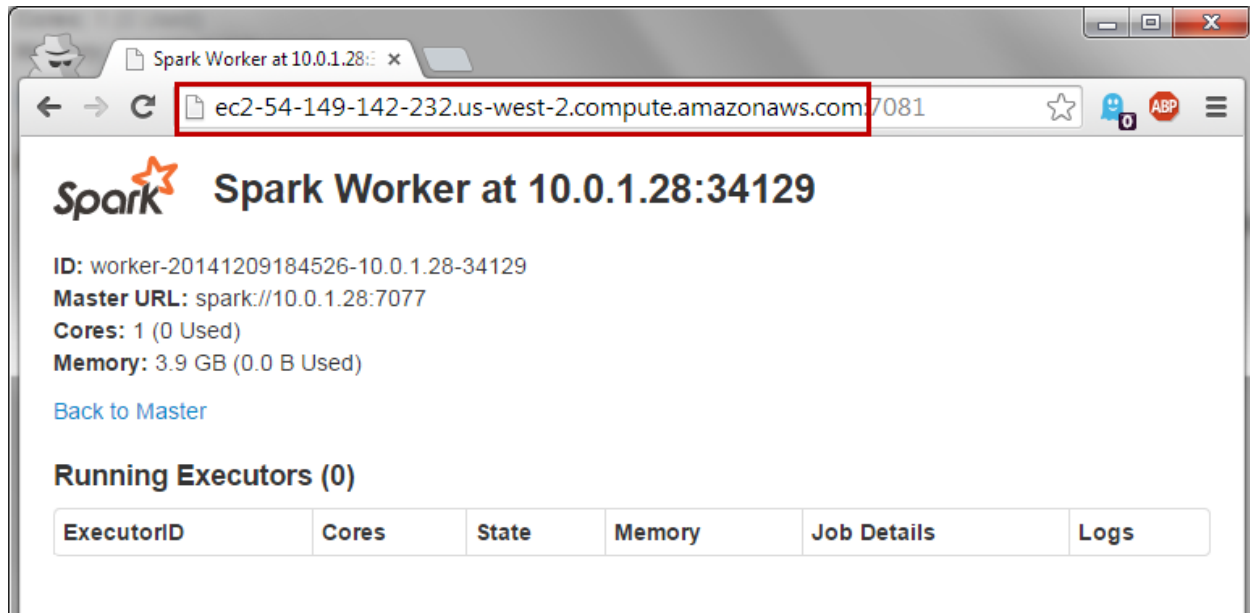 Spark Worker at 10.0.1.28:
ec2-54-149-142-232.us-west-2.compute.amazonaws.com:7081
0
ABP
Spark
Spark Worker at 10.0.1.28:34129
ID: worker-20141209184526-10.0.1.28-34129
Master URL: spark://10.0.1.28:7077
Cores: 1 (0 Used)
Memory: 3.9 GB (0.0 B Used)
Back to Master
Running Executors (0)
ExecutorID Cores State Memory Job Details Logs